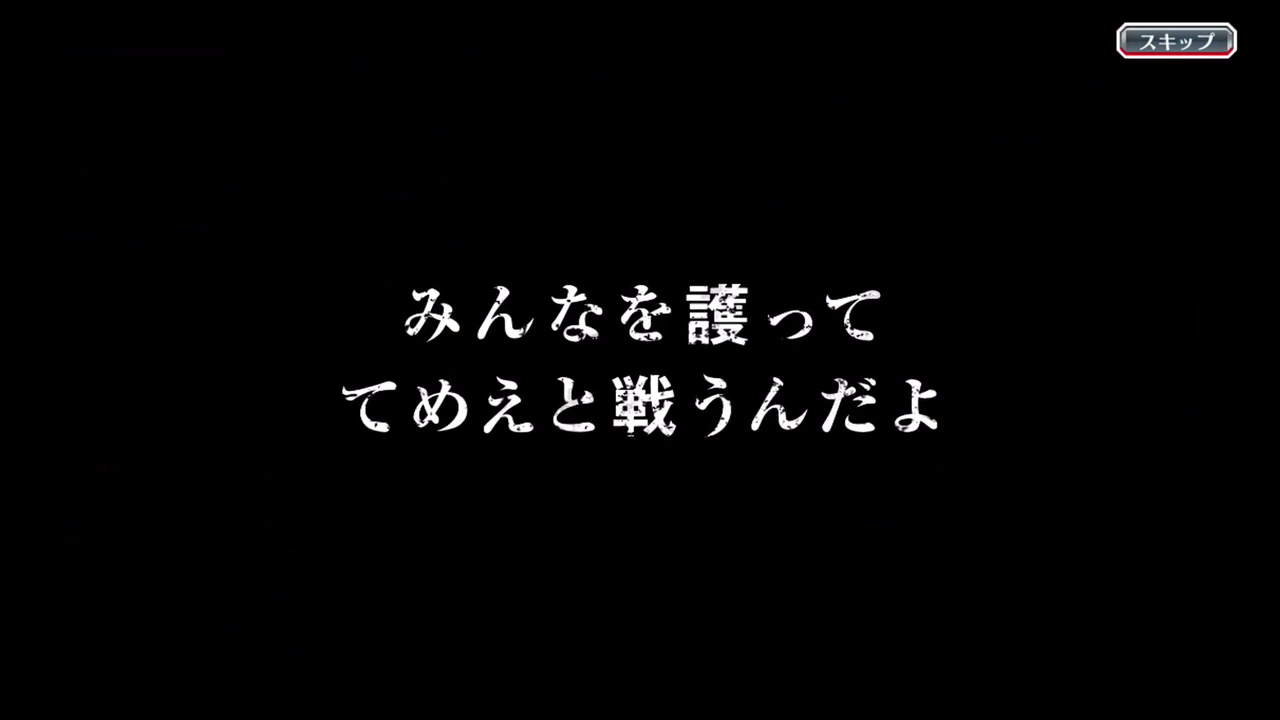 スキップ
みんなを護って
てめえと戦うんだよ